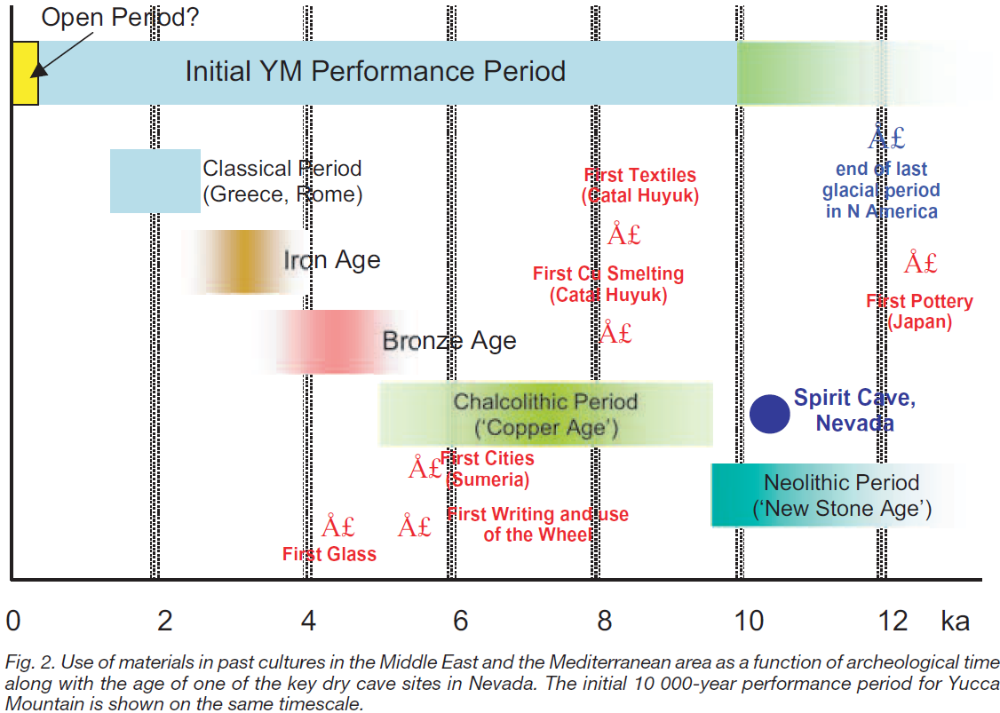 Open Period?
Initial YM Performance Period
Classical Period
(Greece, Rome)
Iron Age
Bronze Age
Chalcolithic Period
(‘Copper Age’)
First Textiles
(Catal Huyuk)
Å£
First Cu Smelting
(Catal Huyuk)
Å£
Å£
end of last
glacial period
in N America
Å£
First Pottery
(Japan)
Spirit Cave,
Nevada
Neolithic Period
(‘New Stone Age’)
Å£
First Cities
(Sumeria)
Å£
First Writing and use
of the Wheel
Å£
First Glass
0 2 4 6 8 10 12 ka
Fig. 2. Use of materials in past cultures in the Middle East and the Mediterranean area as a function of archeological time
along with the age of one of the key dry cave sites in Nevada. The initial 10 000-year performance period for Yucca
Mountain is shown on the same timescale.